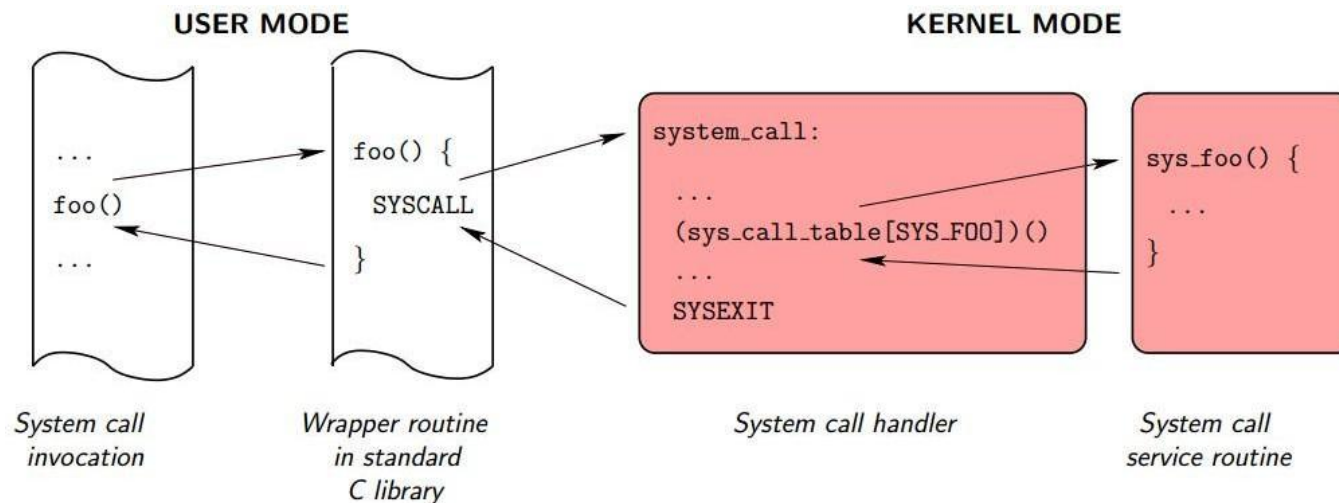 USER MODE
KERNEL MODE
...
foo()
...
foo() {
SYSCALL
}
system_call:
...
(sys_call_table[SYS_FOO])()
...
SYSEXIT
sys_foo() {
...
}
System call
invocation
Wrapper routine
in standard
C library
System call handler
System call
service routine